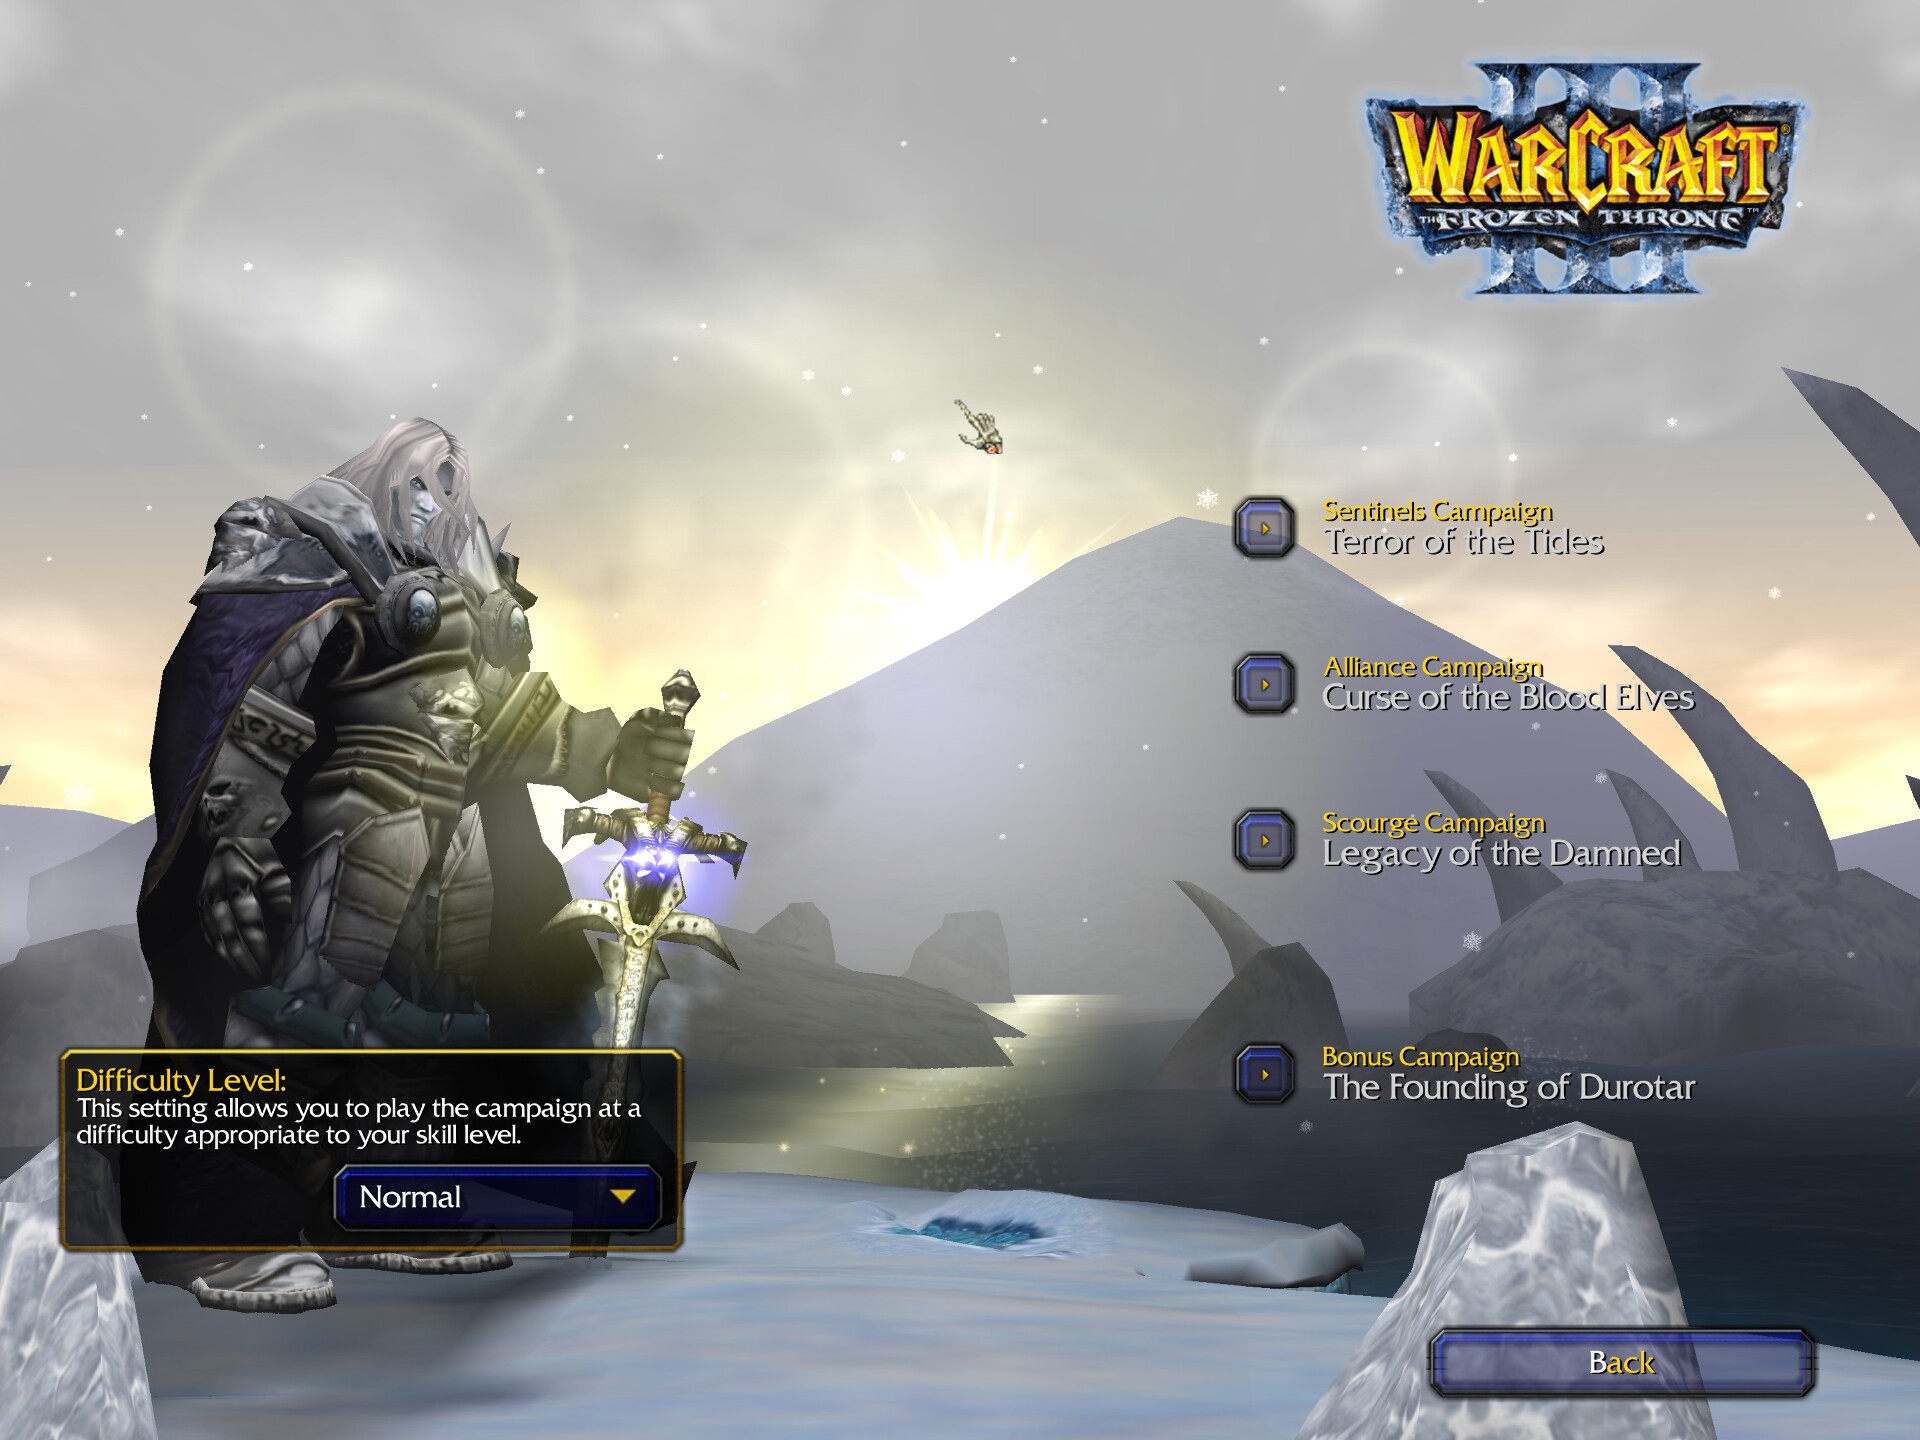 WARCRAFT®
THE FROZEN THRONE™
III
Sentinels Campaign
Terror of the Tides
Alliance Campaign
Curse of the Blood Elves
Scourge Campaign
Legacy of the Damned
Bonus Campaign
The Founding of Durotar
Difficulty Level:
This setting allows you to play the campaign at a
difficulty appropriate to your skill level.
Normal
Back